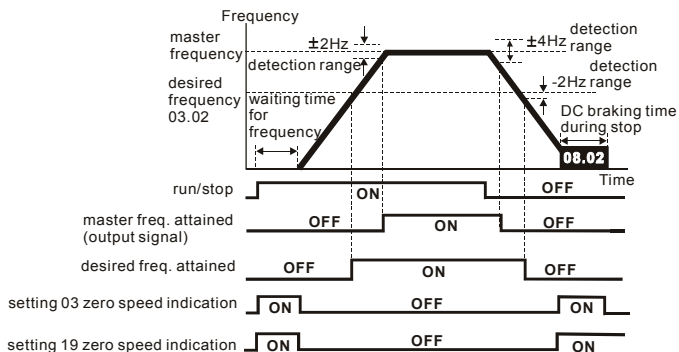 Frequency
master frequency
±2Hz
detection range
±4Hz detection range
desired frequency 03.02
waiting time for frequency
-2Hz detection range
DC braking time during stop
08.02
Time
run/stop
ON
OFF
master freq. attained (output signal)
OFF
ON
OFF
desired freq. attained
OFF
ON
OFF
setting 03 zero speed indication
ON
OFF
ON
setting 19 zero speed indication
ON
OFF
ON